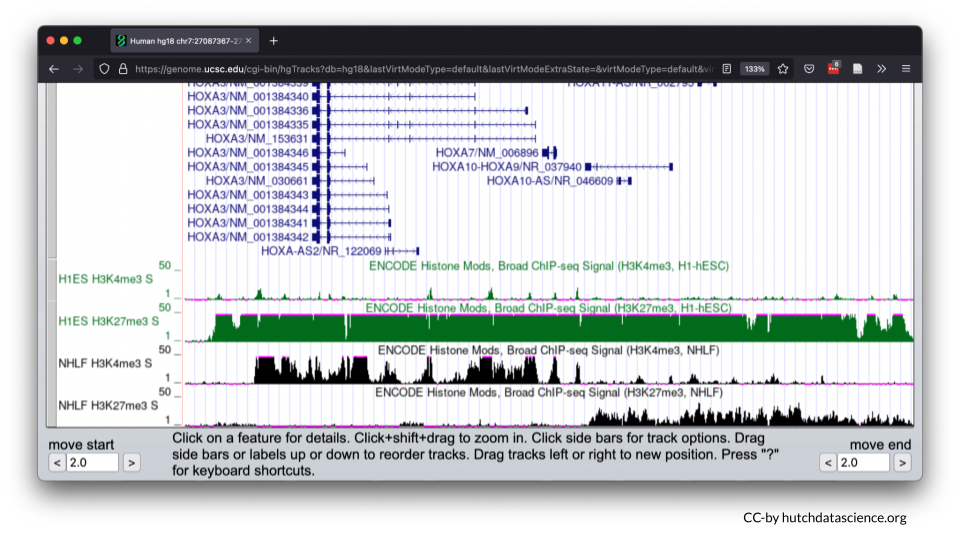 Human hg18 chr7:27087367-27
https://genome.ucsc.edu/cgi-bin/hgTracks?db=hg18&lastVirtModeType=default&lastVirtModeExtraState=&virtModeType=default&v
133%
6
HOXA3/NM_001384339 HOXA11-AS/NR_002795
HOXA3/NM_001384340
HOXA3/NM_001384336
HOXA3/NM_001384335
HOXA3/NM_153631
HOXA3/NM_001384346 HOXA7/NM_006896
HOXA3/NM_001384345 HOXA10-HOXA9/NR_037940
HOXA3/NM_030661 HOXA10-AS/NR_046609
HOXA3/NM_001384343
HOXA3/NM_001384344
HOXA3/NM_001384341
HOXA3/NM_001384342
HOXA-AS2/NR_122069
50 _ ENCODE Histone Mods, Broad ChIP-seq Signal (H3K4me3, H1-hESC)
H1ES H3K4me3 S
1 _
50 _ ENCODE Histone Mods, Broad ChIP-seq Signal (H3K27me3, H1-hESC)
H1ES H3K27me3 S
1 _
50 _ ENCODE Histone Mods, Broad ChIP-seq Signal (H3K4me3, NHLF)
NHLF H3K4me3 S
1 _
50 _ ENCODE Histone Mods, Broad ChIP-seq Signal (H3K27me3, NHLF)
NHLF H3K27me3 S
1 _
move start
< 2.0 >
Click on a feature for details. Click+shift+drag to zoom in. Click side bars for track options. Drag
side bars or labels up or down to reorder tracks. Drag tracks left or right to new position. Press "?"
for keyboard shortcuts.
move end
< 2.0 >
CC-by hutchdatascience.org